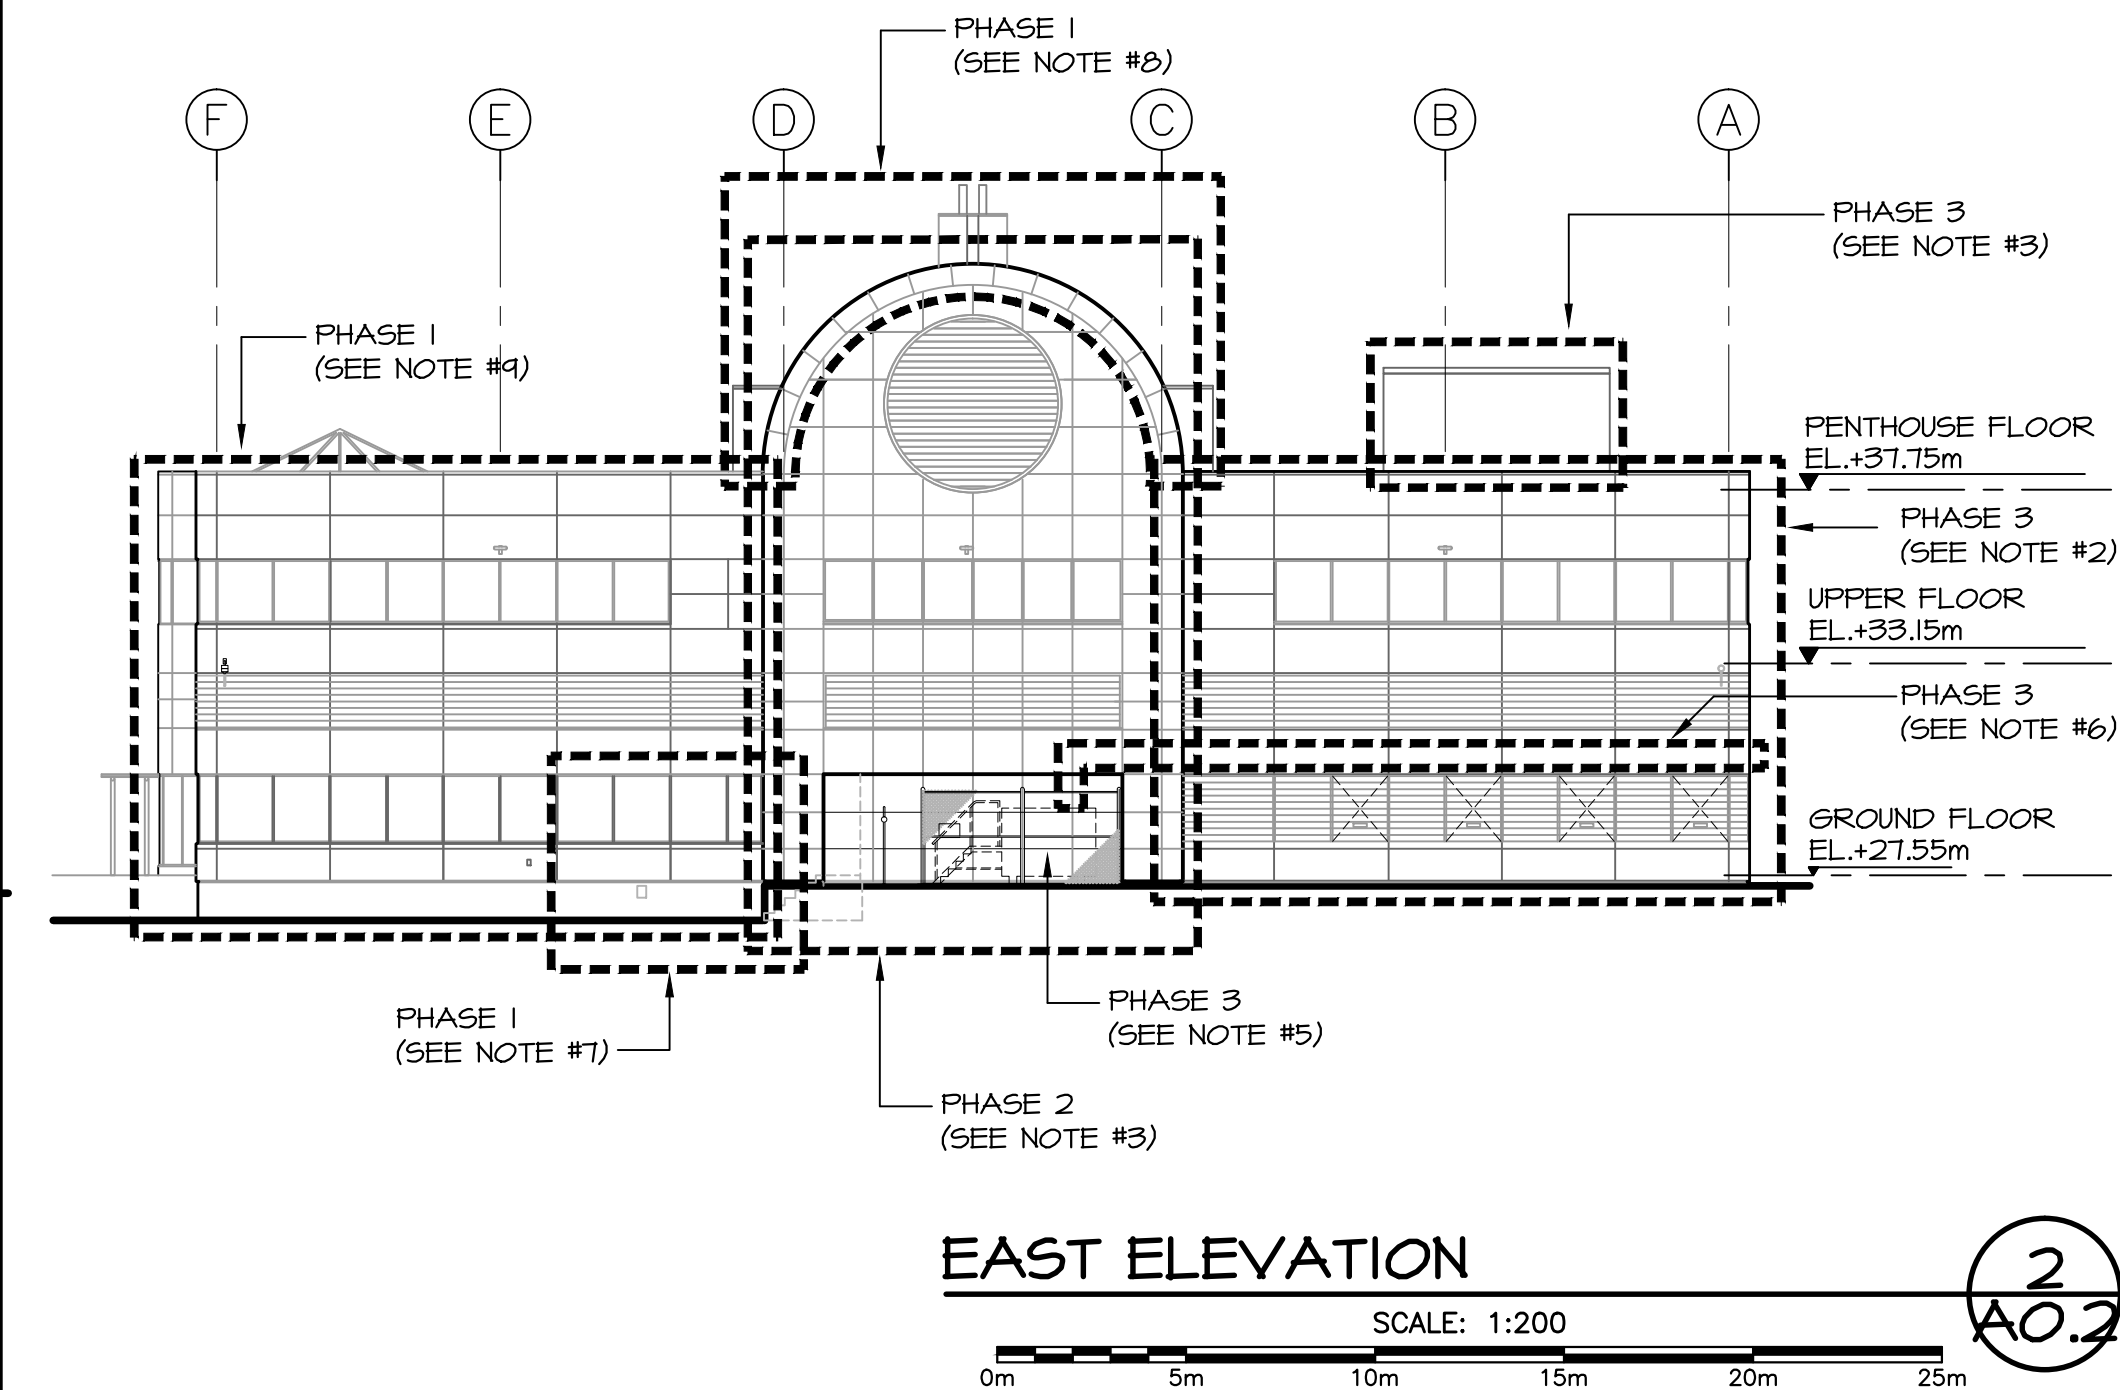 PHASE 1
(SEE NOTE #8)
F
E
D
C
B
A
PHASE 3
(SEE NOTE #3)
PHASE 1
(SEE NOTE #9)
PENTHOUSE FLOOR
EL.+37.75m
PHASE 3
(SEE NOTE #2)
UPPER FLOOR
EL.+33.15m
PHASE 3
(SEE NOTE #6)
GROUND FLOOR
EL.+27.55m
PHASE 3
(SEE NOTE #5)
PHASE 1
(SEE NOTE #7)
PHASE 2
(SEE NOTE #3)
EAST ELEVATION
2
A0.2
SCALE: 1:200
0m 5m 10m 15m 20m 25m